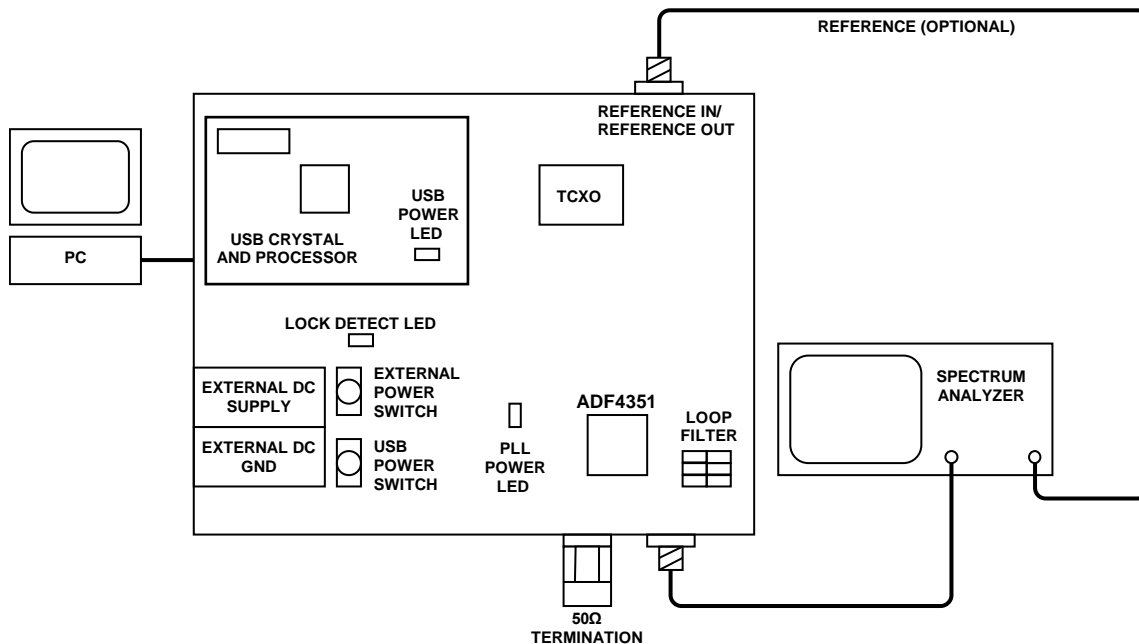 REFERENCE (OPTIONAL)
REFERENCE IN/
REFERENCE OUT
TCXO
USB
POWER
LED
USB CRYSTAL
AND PROCESSOR
PC
LOCK DETECT LED
EXTERNAL DC
SUPPLY
EXTERNAL
POWER
SWITCH
EXTERNAL DC
GND
USB
POWER
SWITCH
PLL
POWER
LED
ADF4351
LOOP
FILTER
SPECTRUM
ANALYZER
50Ω
TERMINATION